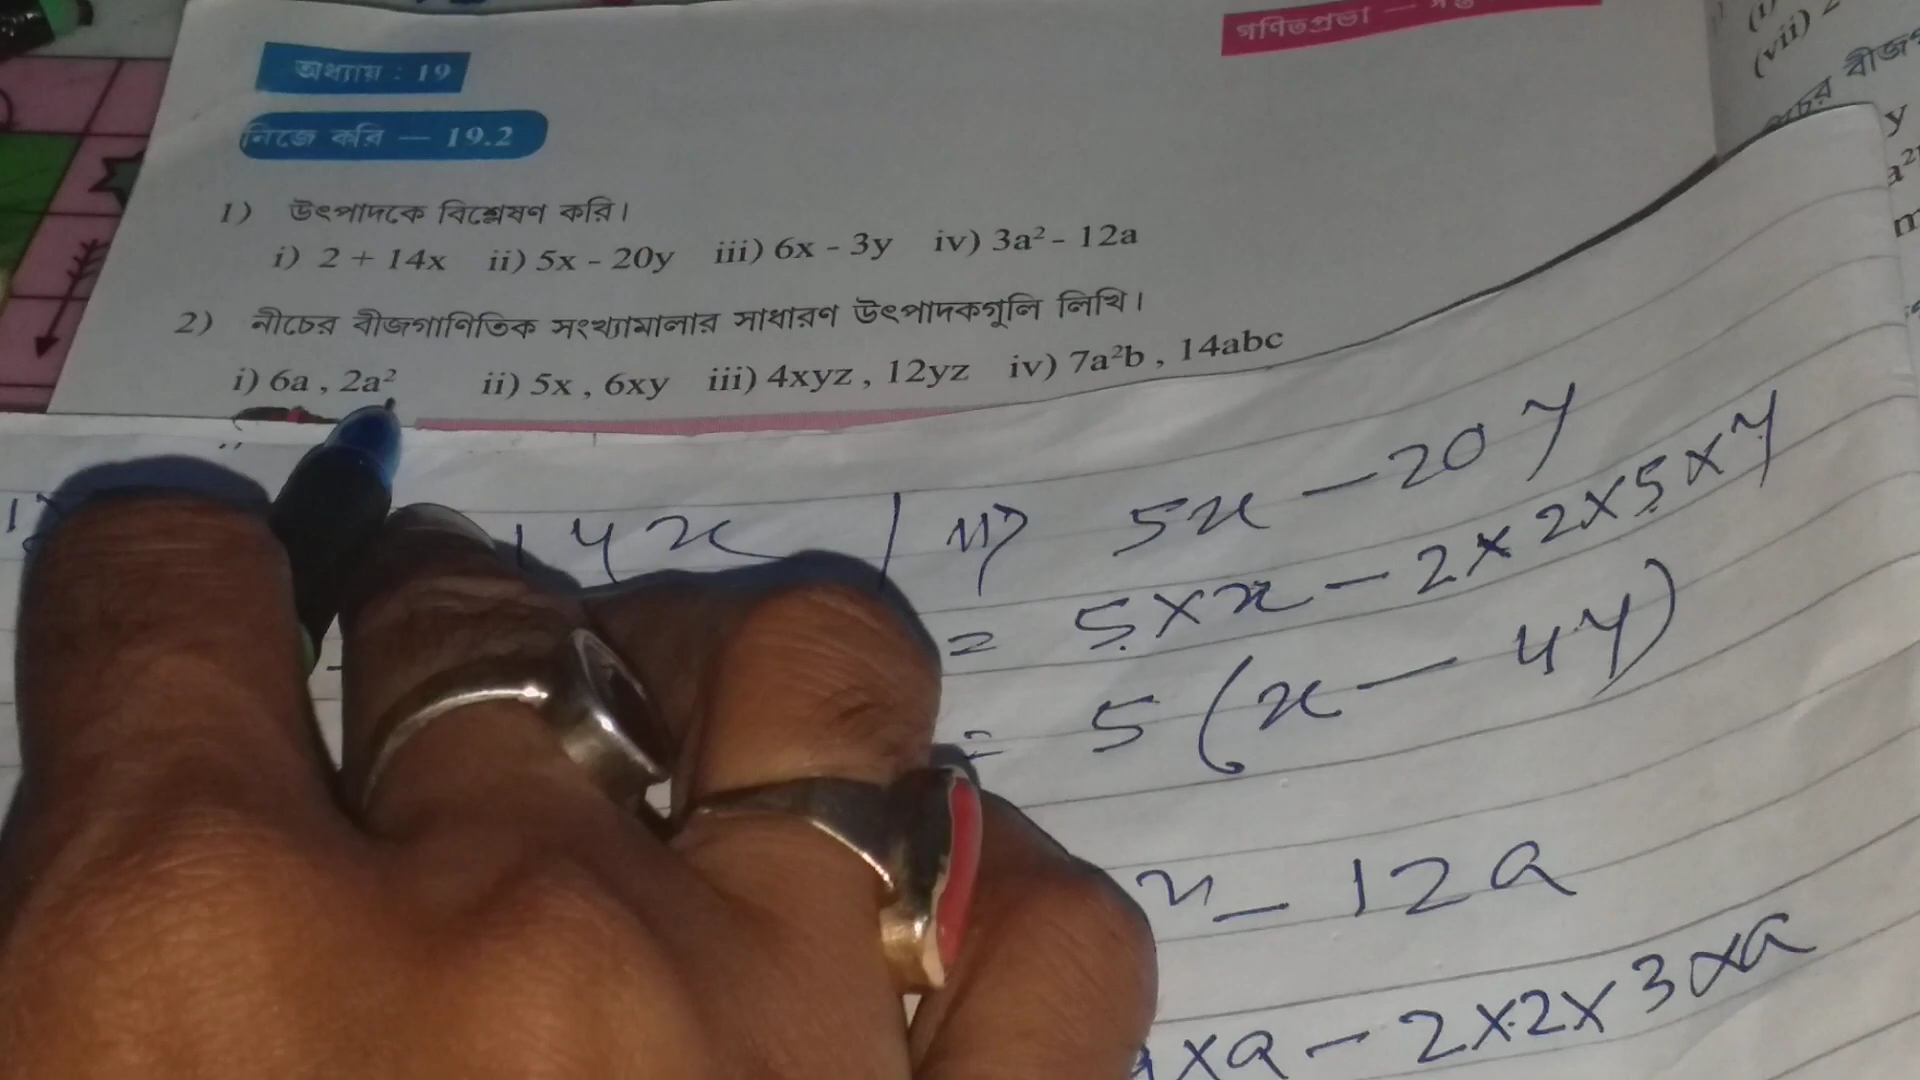 গণিতপ্রভা —
অধ্যায় : 19
নিজে করি — 19.2
1) উৎপাদকে বিশ্লেষণ করি।
i) 2 + 14x ii) 5x - 20y iii) 6x - 3y iv) 3a² - 12a
2) নীচের বীজগাণিতিক সংখ্যামালার সাধারণ উৎপাদকগুলি লিখি।
i) 6a , 2a² ii) 5x , 6xy iii) 4xyz , 12yz iv) 7a²b , 14abc
14x
ii) 5x - 20y
= 5×x - 2×2×5×y
= 5(x - 4y)
- 12a
×a - 2×2×3×a
(vii)
y